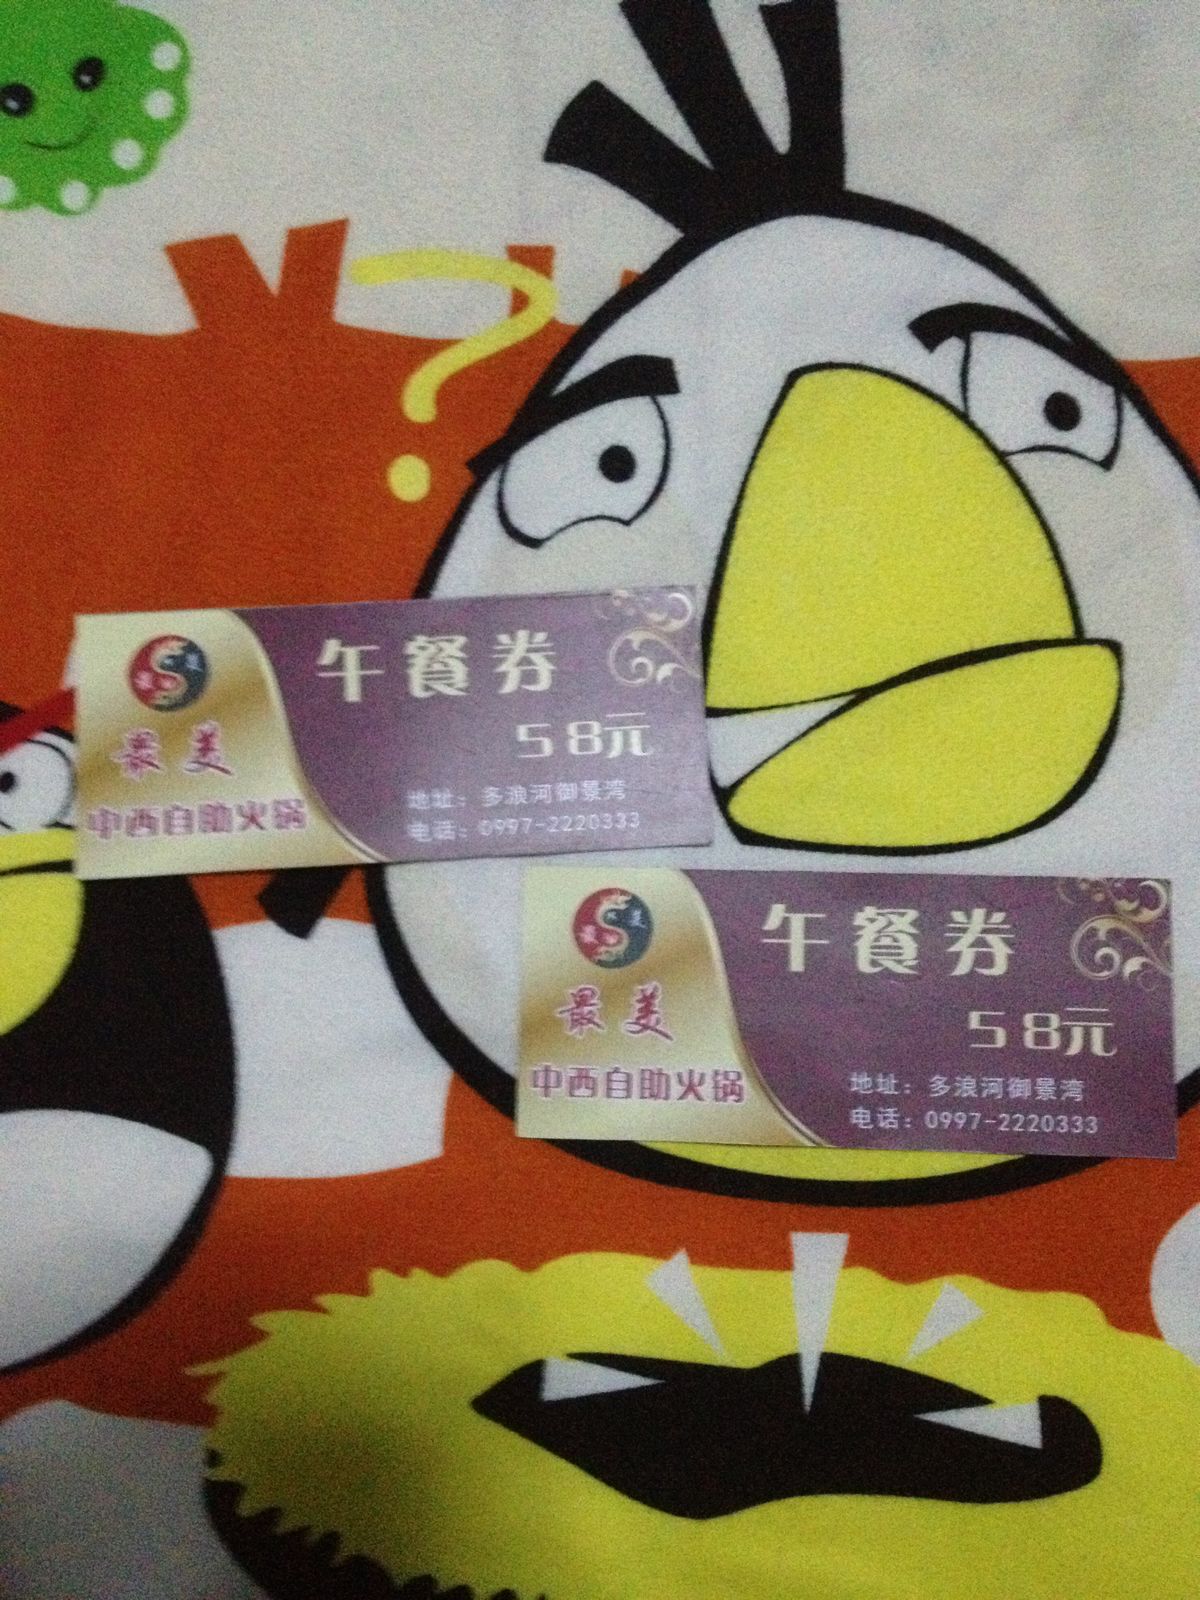 午餐券
58元
最美
中西自助火锅
地址：多浪河御景湾
电话：0997-2220333
午餐券
58元
最美
中西自助火锅
地址：多浪河御景湾
电话：0997-2220333